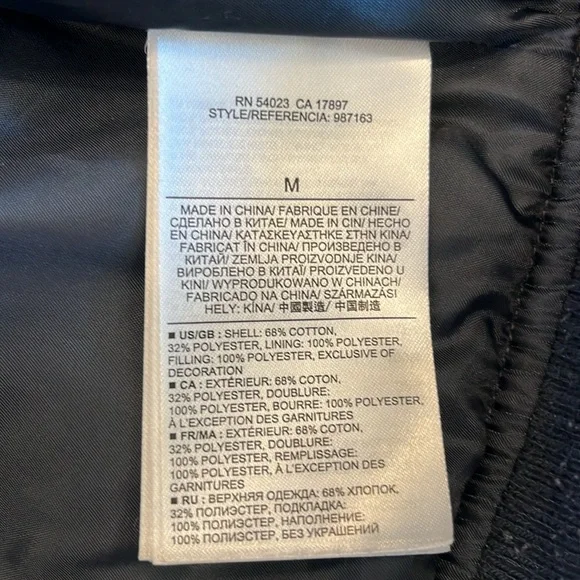 RN 54023 CA 17897
STYLE/REFERENCIA: 987163
M
MADE IN CHINA/ FABRIQUE EN CHINE/
СДЕЛАНО В КИТАЕ/ MADE IN CIN/ HECHO
EN CHINA/ ΚΑΤΑΣΚΕΥΑΣΤΗΚΕ ΣΤΗΝ ΚΙΝΑ/
FABRICAT ÎN CHINA/ ПРОИЗВЕДЕНО В
КИТАЙ/ ZEMLJA PROIZVODNJE KINA/
ВИРОБЛЕНО В КИТАЇ/ PROIZVEDENO U
KINI/ WYPRODUKOWANO W CHINACH/
FABRICADO NA CHINA/ SZÁRMAZÁSI
HELY: KÍNA/ 中國製造/ 中国制造
■ US/GB : SHELL: 68% COTTON,
32% POLYESTER, LINING: 100% POLYESTER,
FILLING: 100% POLYESTER, EXCLUSIVE OF
DECORATION
■ CA : EXTÉRIEUR: 68% COTON,
32% POLYESTER, DOUBLURE:
100% POLYESTER, BOURRE: 100% POLYESTER,
À L'EXCEPTION DES GARNITURES
■ FR/MA : EXTÉRIEUR: 68% COTON,
32% POLYESTER, DOUBLURE:
100% POLYESTER, REMPLISSAGE:
100% POLYESTER, À L'EXCEPTION DES
GARNITURES
■ RU : ВЕРХНЯЯ ОДЕЖДА: 68% ХЛОПОК,
32% ПОЛИЭСТЕР, ПОДКЛАДКА:
100% ПОЛИЭСТЕР, НАПОЛНЕНИЕ:
100% ПОЛИЭСТЕР, БЕЗ УКРАШЕНИЙ